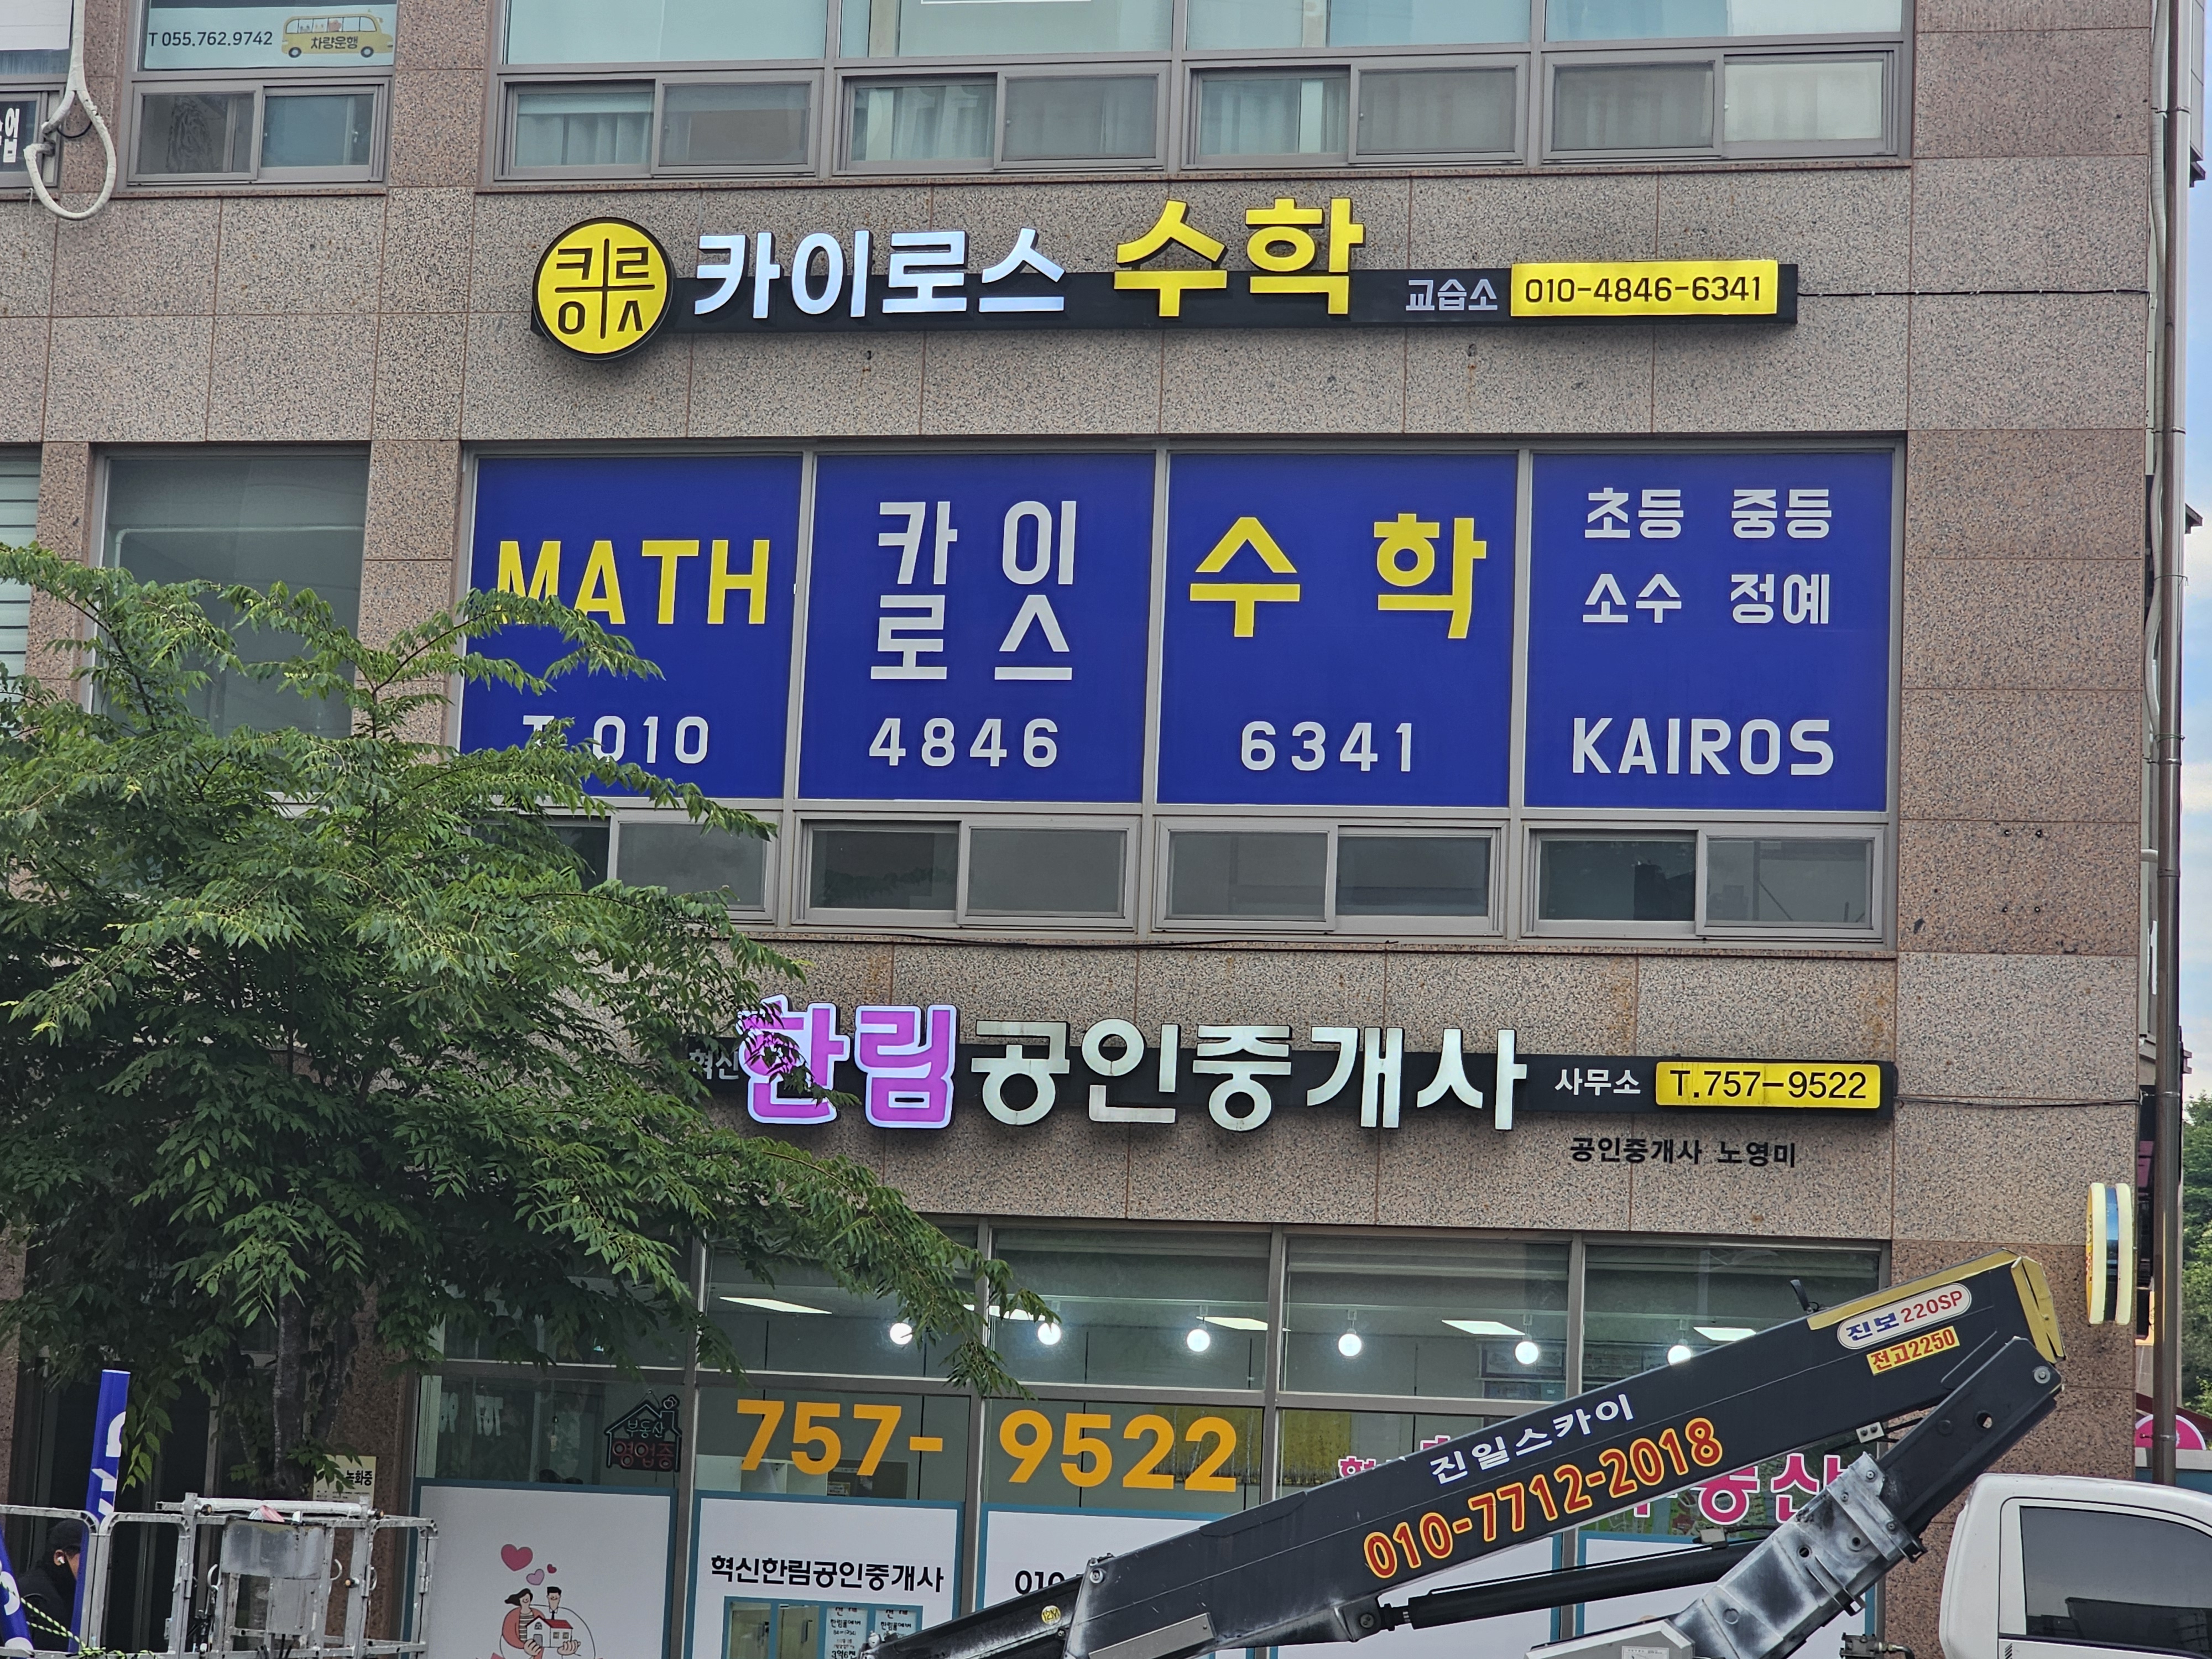 T 055.762.9742
차량운행
카이로스 수학 교습소 010-4846-6341
MATH
T 010
카이
로스
4846
수학
6341
초등 중등
소수 정예
KAIROS
혁신한림공인중개사 사무소 T.757-9522
공인중개사 노영미
진보 220SP
전고2250
진일스카이
010-7712-2018
부동산
영업중
757-9522
녹화중
혁신한림공인중개사
010